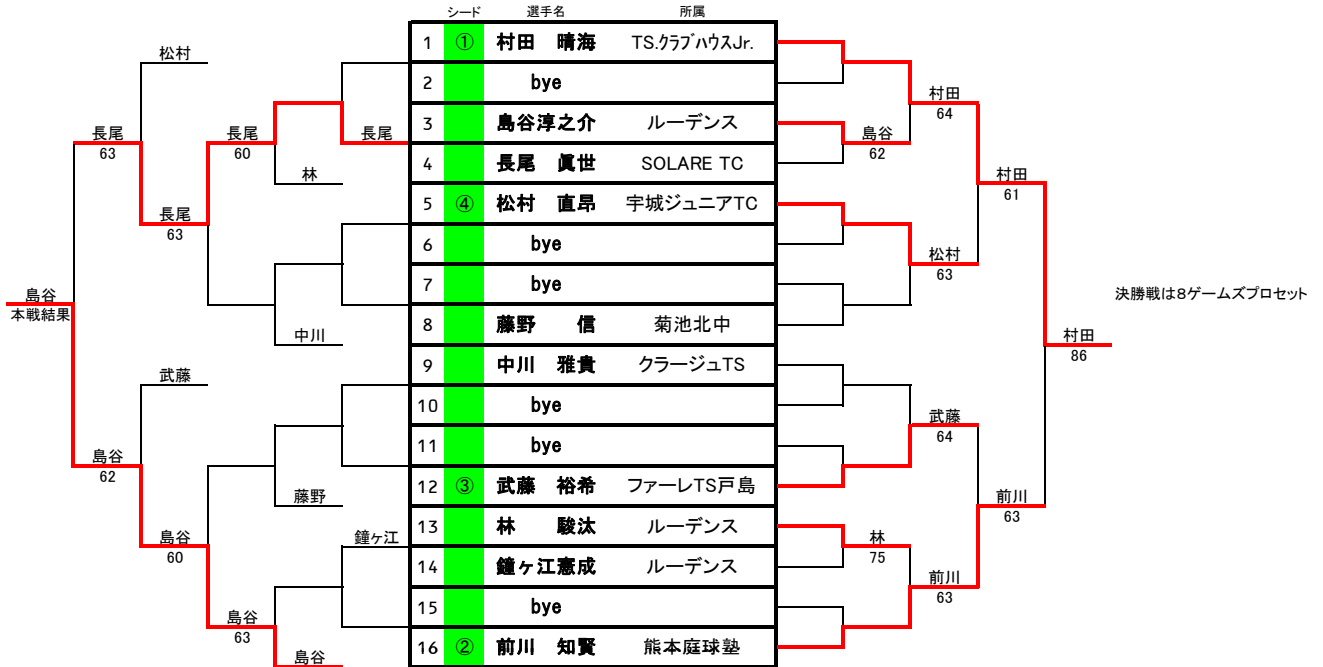 シード 選手名 所属
1 ① 村田 晴海 TS.クラブハウスJr.
松村
2 bye
村田
64
3 島谷淳之介 ルーデンス
長尾 長尾 長尾 島谷
63 60 62
4 長尾 眞世 SOLARE TC
林
村田
61
5 ④ 松村 直昂 宇城ジュニアTC
長尾
63
6 bye
松村
63
7 bye
島谷
本戦結果
決勝戦は8ゲームズプロセット
8 藤野 信 菊池北中
中川
村田
86
9 中川 雅貴 クラージュTS
武藤
10 bye
武藤
64
11 bye
島谷
62
12 ③ 武藤 裕希 ファーレTS戸島
藤野
前川
63
13 林 駿汰 ルーデンス
島谷 鐘ヶ江 林
60 75
14 鐘ヶ江憲成 ルーデンス
前川
63
15 bye
島谷
63
16 ② 前川 知賢 熊本庭球塾
島谷